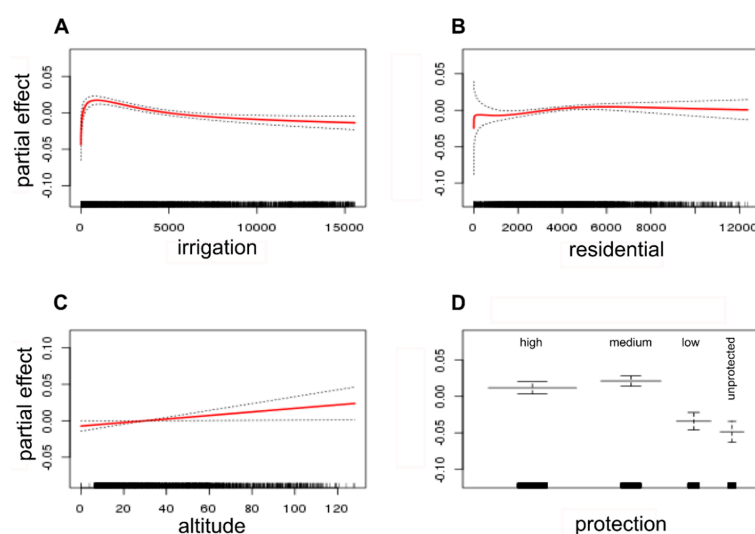 A
partial effect
0.05
0.00
-0.05
-0.10
0 5000 10000 15000
irrigation
B
0.05
0.00
-0.05
-0.10
0 2000 4000 6000 8000 12000
residential
C
partial effect
0.10
0.05
0.00
-0.05
0 20 40 60 80 100 120
altitude
D
high medium low unprotected
0.05
0.00
-0.05
-0.10
protection